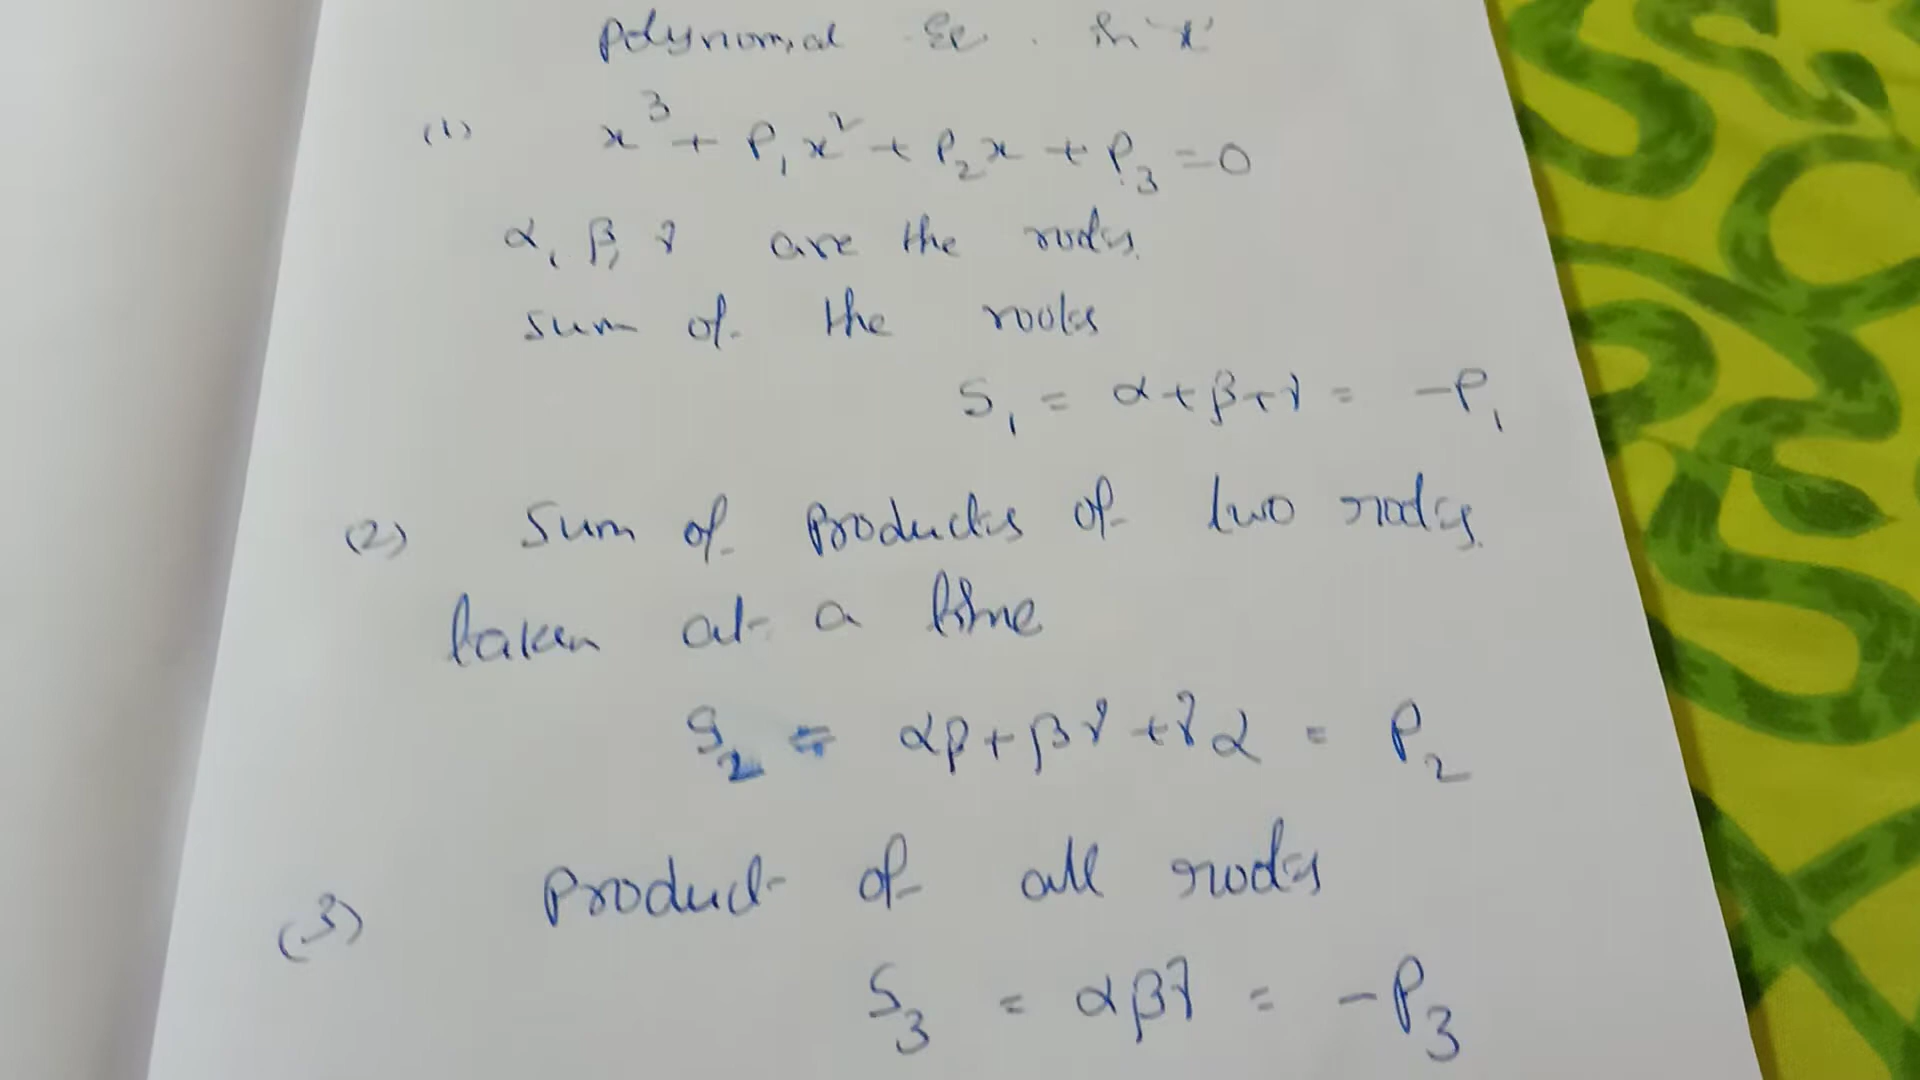 polynomial Eq. in 'x'
(1) x³ + P₁x² + P₂x + P₃ = 0
α, β, γ are the roots.
sum of the roots
S₁ = α+β+γ = -P₁
(2) Sum of Products of two roots
taken at a time
S₂ = αβ+βγ+γα = P₂
(3) Product of all roots
S₃ = αβγ = -P₃